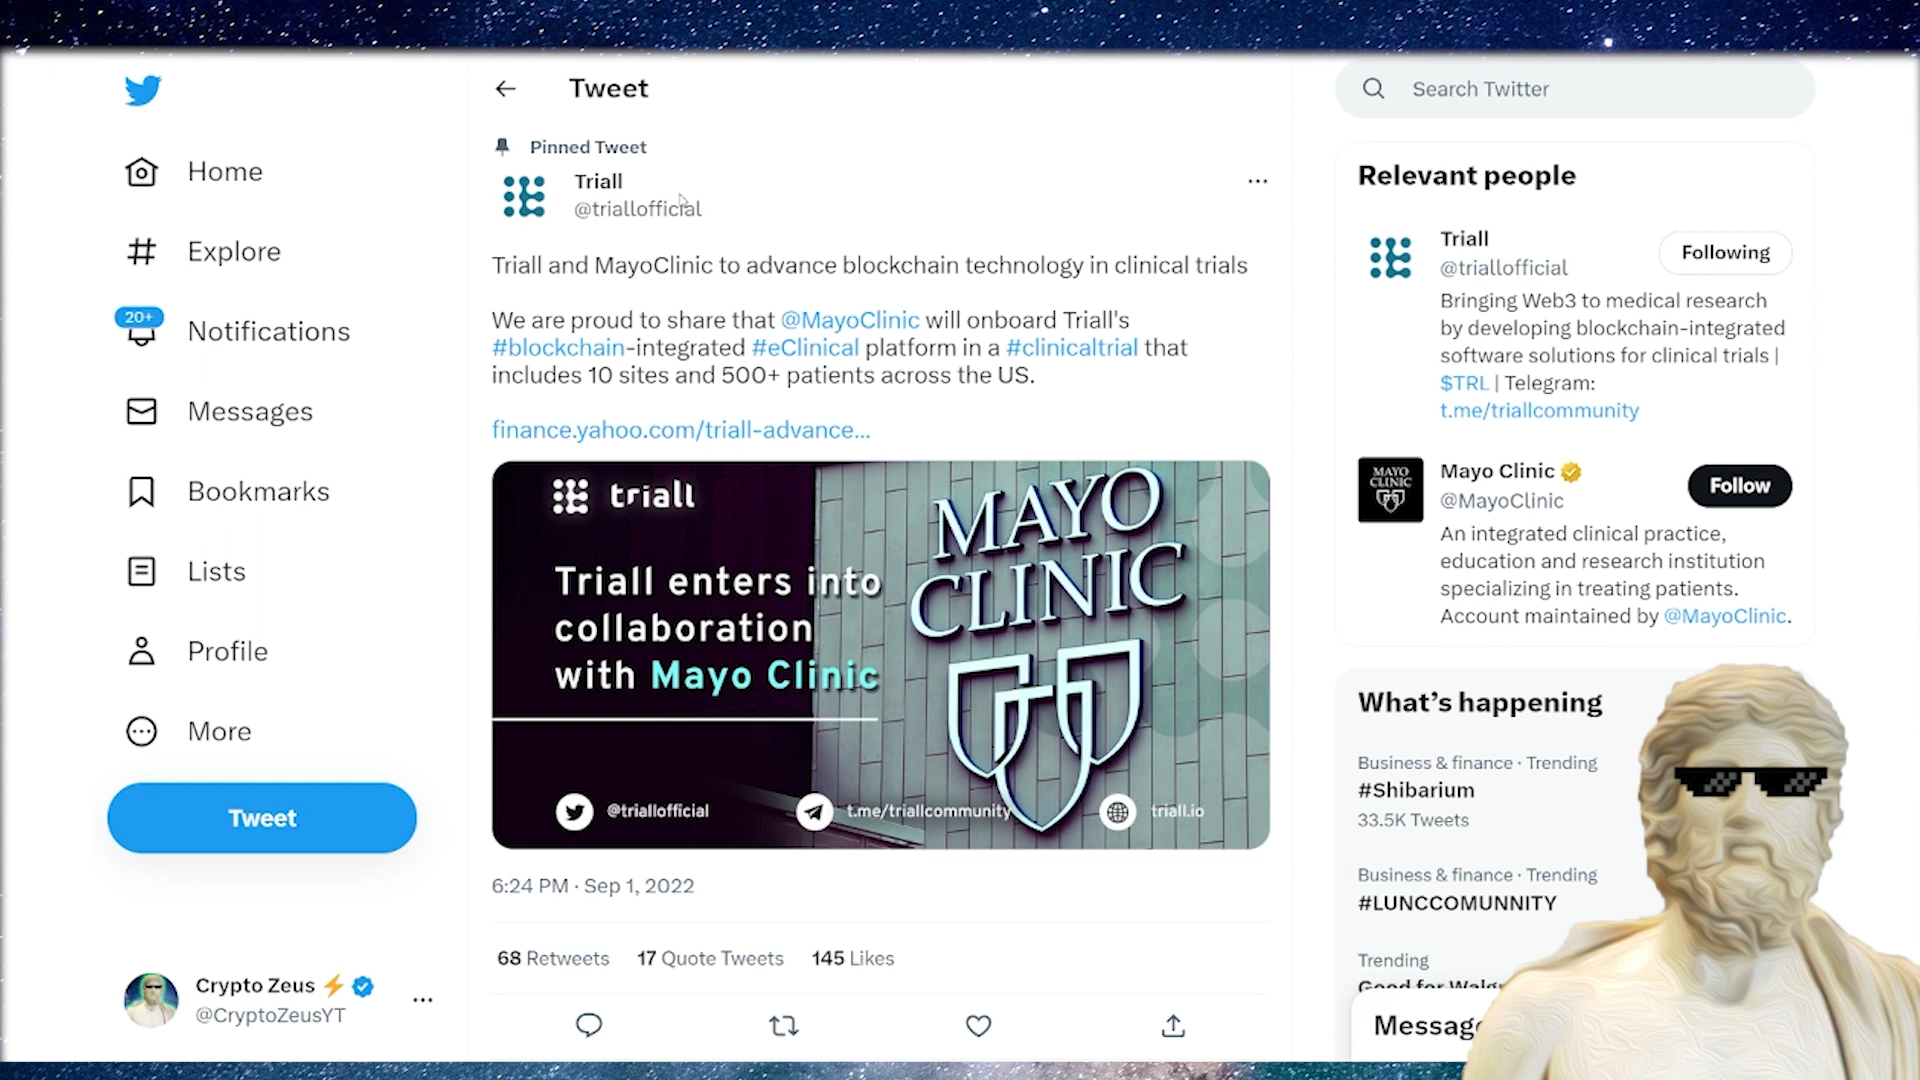 Tweet
Search Twitter
Home
Explore
20+
Notifications
Messages
Bookmarks
Lists
Profile
More
Tweet
Crypto Zeus
@CryptoZeusYT
Pinned Tweet
Triall
@triallofficial
Triall and MayoClinic to advance blockchain technology in clinical trials
We are proud to share that @MayoClinic will onboard Triall's
#blockchain-integrated #eClinical platform in a #clinicaltrial that
includes 10 sites and 500+ patients across the US.
finance.yahoo.com/triall-advance...
triall
Triall enters into
collaboration
with Mayo Clinic
MAYO
CLINIC
@triallofficial
t.me/triallcommunity
triall.io
6:24 PM · Sep 1, 2022
68 Retweets 17 Quote Tweets 145 Likes
Relevant people
Triall
@triallofficial
Following
Bringing Web3 to medical research
by developing blockchain-integrated
software solutions for clinical trials |
$TRL | Telegram:
t.me/triallcommunity
MAYO
CLINIC
Mayo Clinic
@MayoClinic
Follow
An integrated clinical practice,
education and research institution
specializing in treating patients.
Account maintained by @MayoClinic.
What's happening
Business & finance · Trending
#Shibarium
33.5K Tweets
Business & finance · Trending
#LUNCCOMUNNITY
Trending
Good for